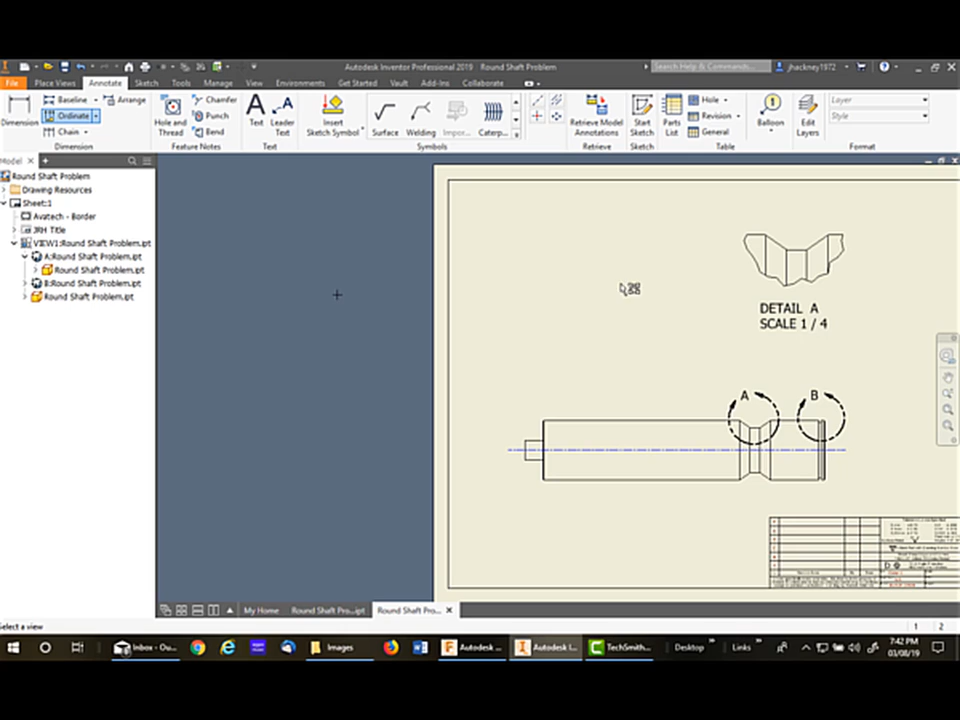 Autodesk Inventor Professional 2019 Round Shaft Problem
Search Help & Commands...
jhackney1972
File Place Views Annotate Sketch Tools Manage View Environments Get Started Vault Add-Ins Collaborate
Dimension
Baseline
Arrange
Ordinate
Chain
Dimension
Hole and Thread
Chamfer
Punch
Bend
Feature Notes
Text
Leader Text
Text
Insert Sketch Symbol
Surface
Welding
Impor...
Caterp...
Symbols
Retrieve Model Annotations
Retrieve
Start Sketch
Sketch
Parts List
Hole
Revision
General
Table
Balloon
Edit Layers
Layer
Style
Format
Model
Round Shaft Problem
Drawing Resources
Sheet:1
Avatech - Border
JRH Title
VIEW1:Round Shaft Problem.ipt
A:Round Shaft Problem.ipt
Round Shaft Problem.ipt
B:Round Shaft Problem.ipt
Round Shaft Problem.ipt
DETAIL A
SCALE 1 / 4
A
B
My Home
Round Shaft Pro...ipt
Round Shaft Pro...
Select a view
1 2
Inbox - Ou...
Images
Autodesk ...
Autodesk I...
TechSmith...
Desktop
Links
7:42 PM
03/08/19